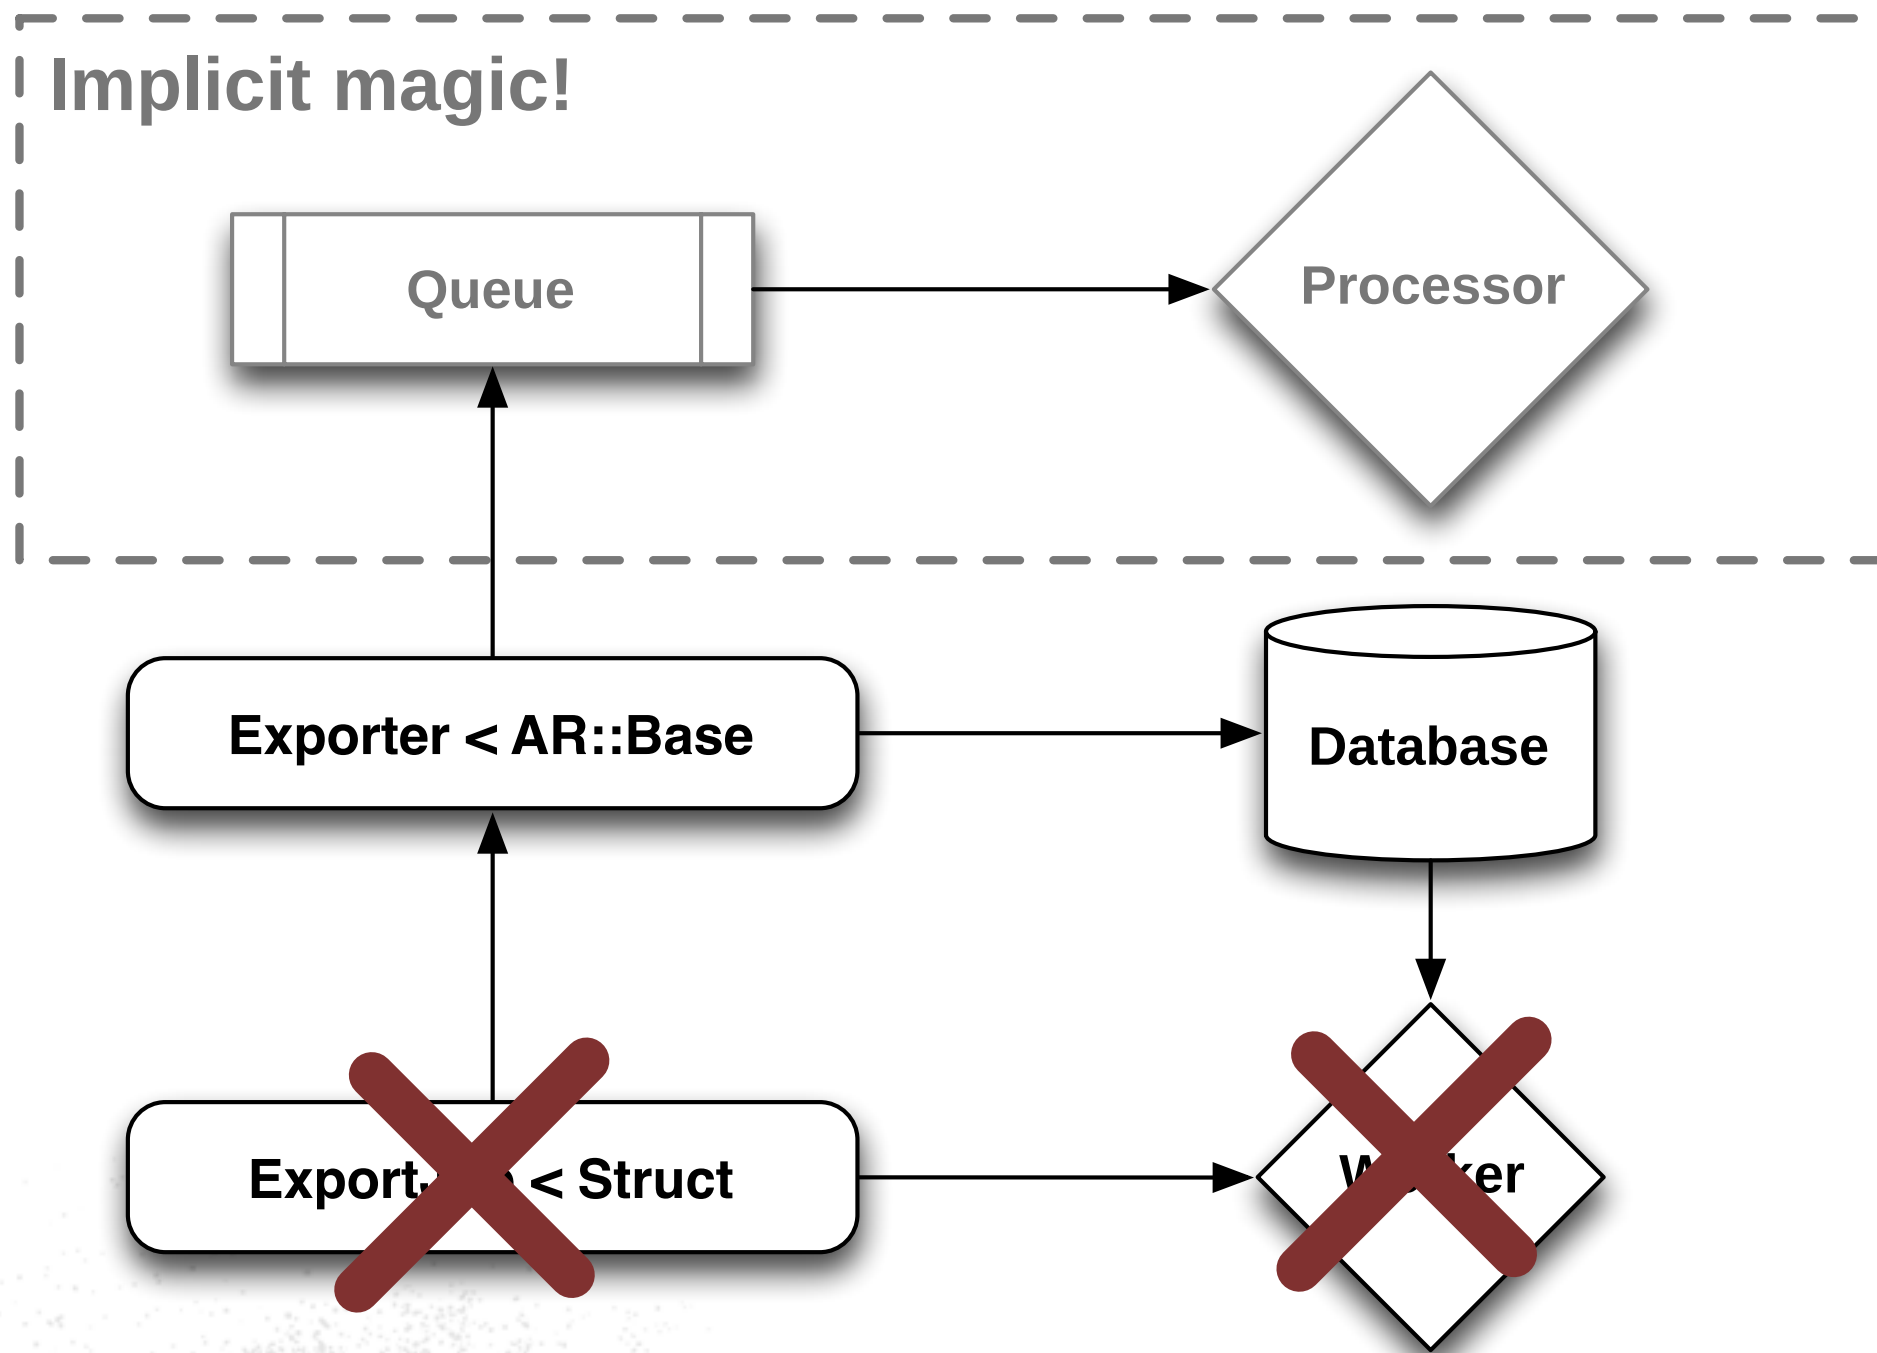 Implicit magic!
Queue
Processor
Exporter < AR::Base
Database
< Struct